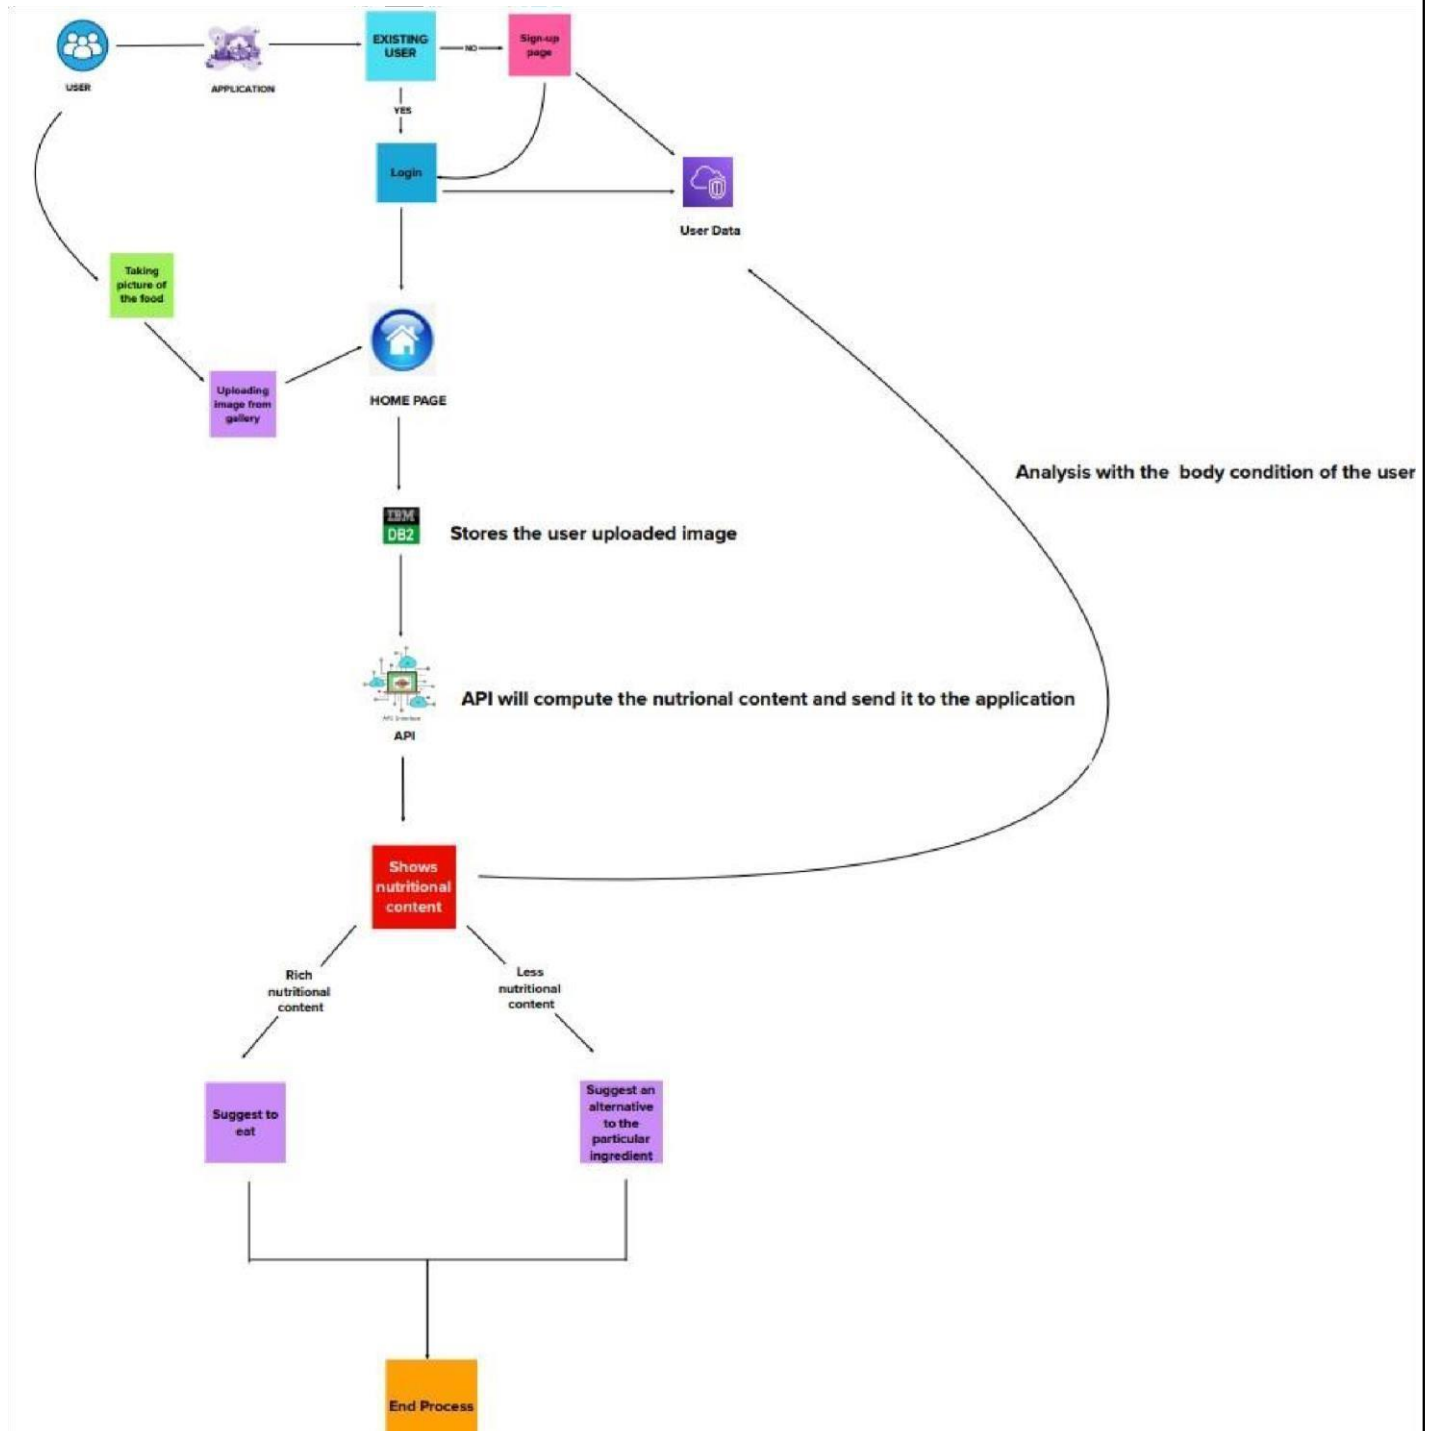 EXISTING
USER
NO
Sign-up
page
USER
APPLICATION
YES
Login
User Data
Taking
picture of
the food
Uploading
image from
gallery
HOME PAGE
Analysis with the body condition of the user
IBM
DB2
Stores the user uploaded image
API will compute the nutrional content and send it to the application
API
Shows
nutritional
content
Rich
nutritional
content
Less
nutritional
content
Suggest to
eat
Suggest an
alternative
to the
particular
ingredient
End Process